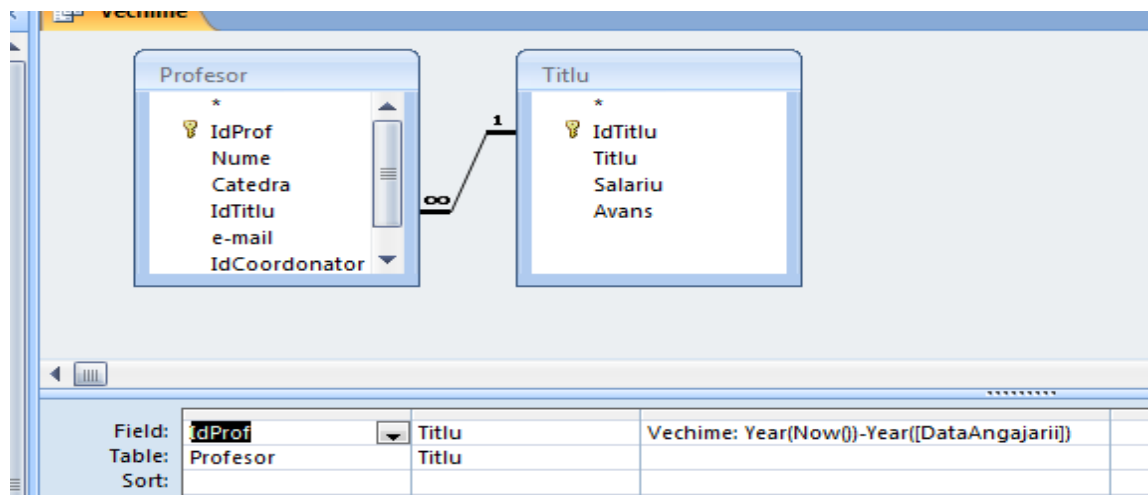 Vechime
Profesor
*
IdProf
Nume
Catedra
IdTitlu
e-mail
IdCoordonator
∞
1
Titlu
*
IdTitlu
Titlu
Salariu
Avans
Field: IdProf Titlu Vechime: Year(Now())-Year([DataAngajarii])
Table: Profesor Titlu
Sort: